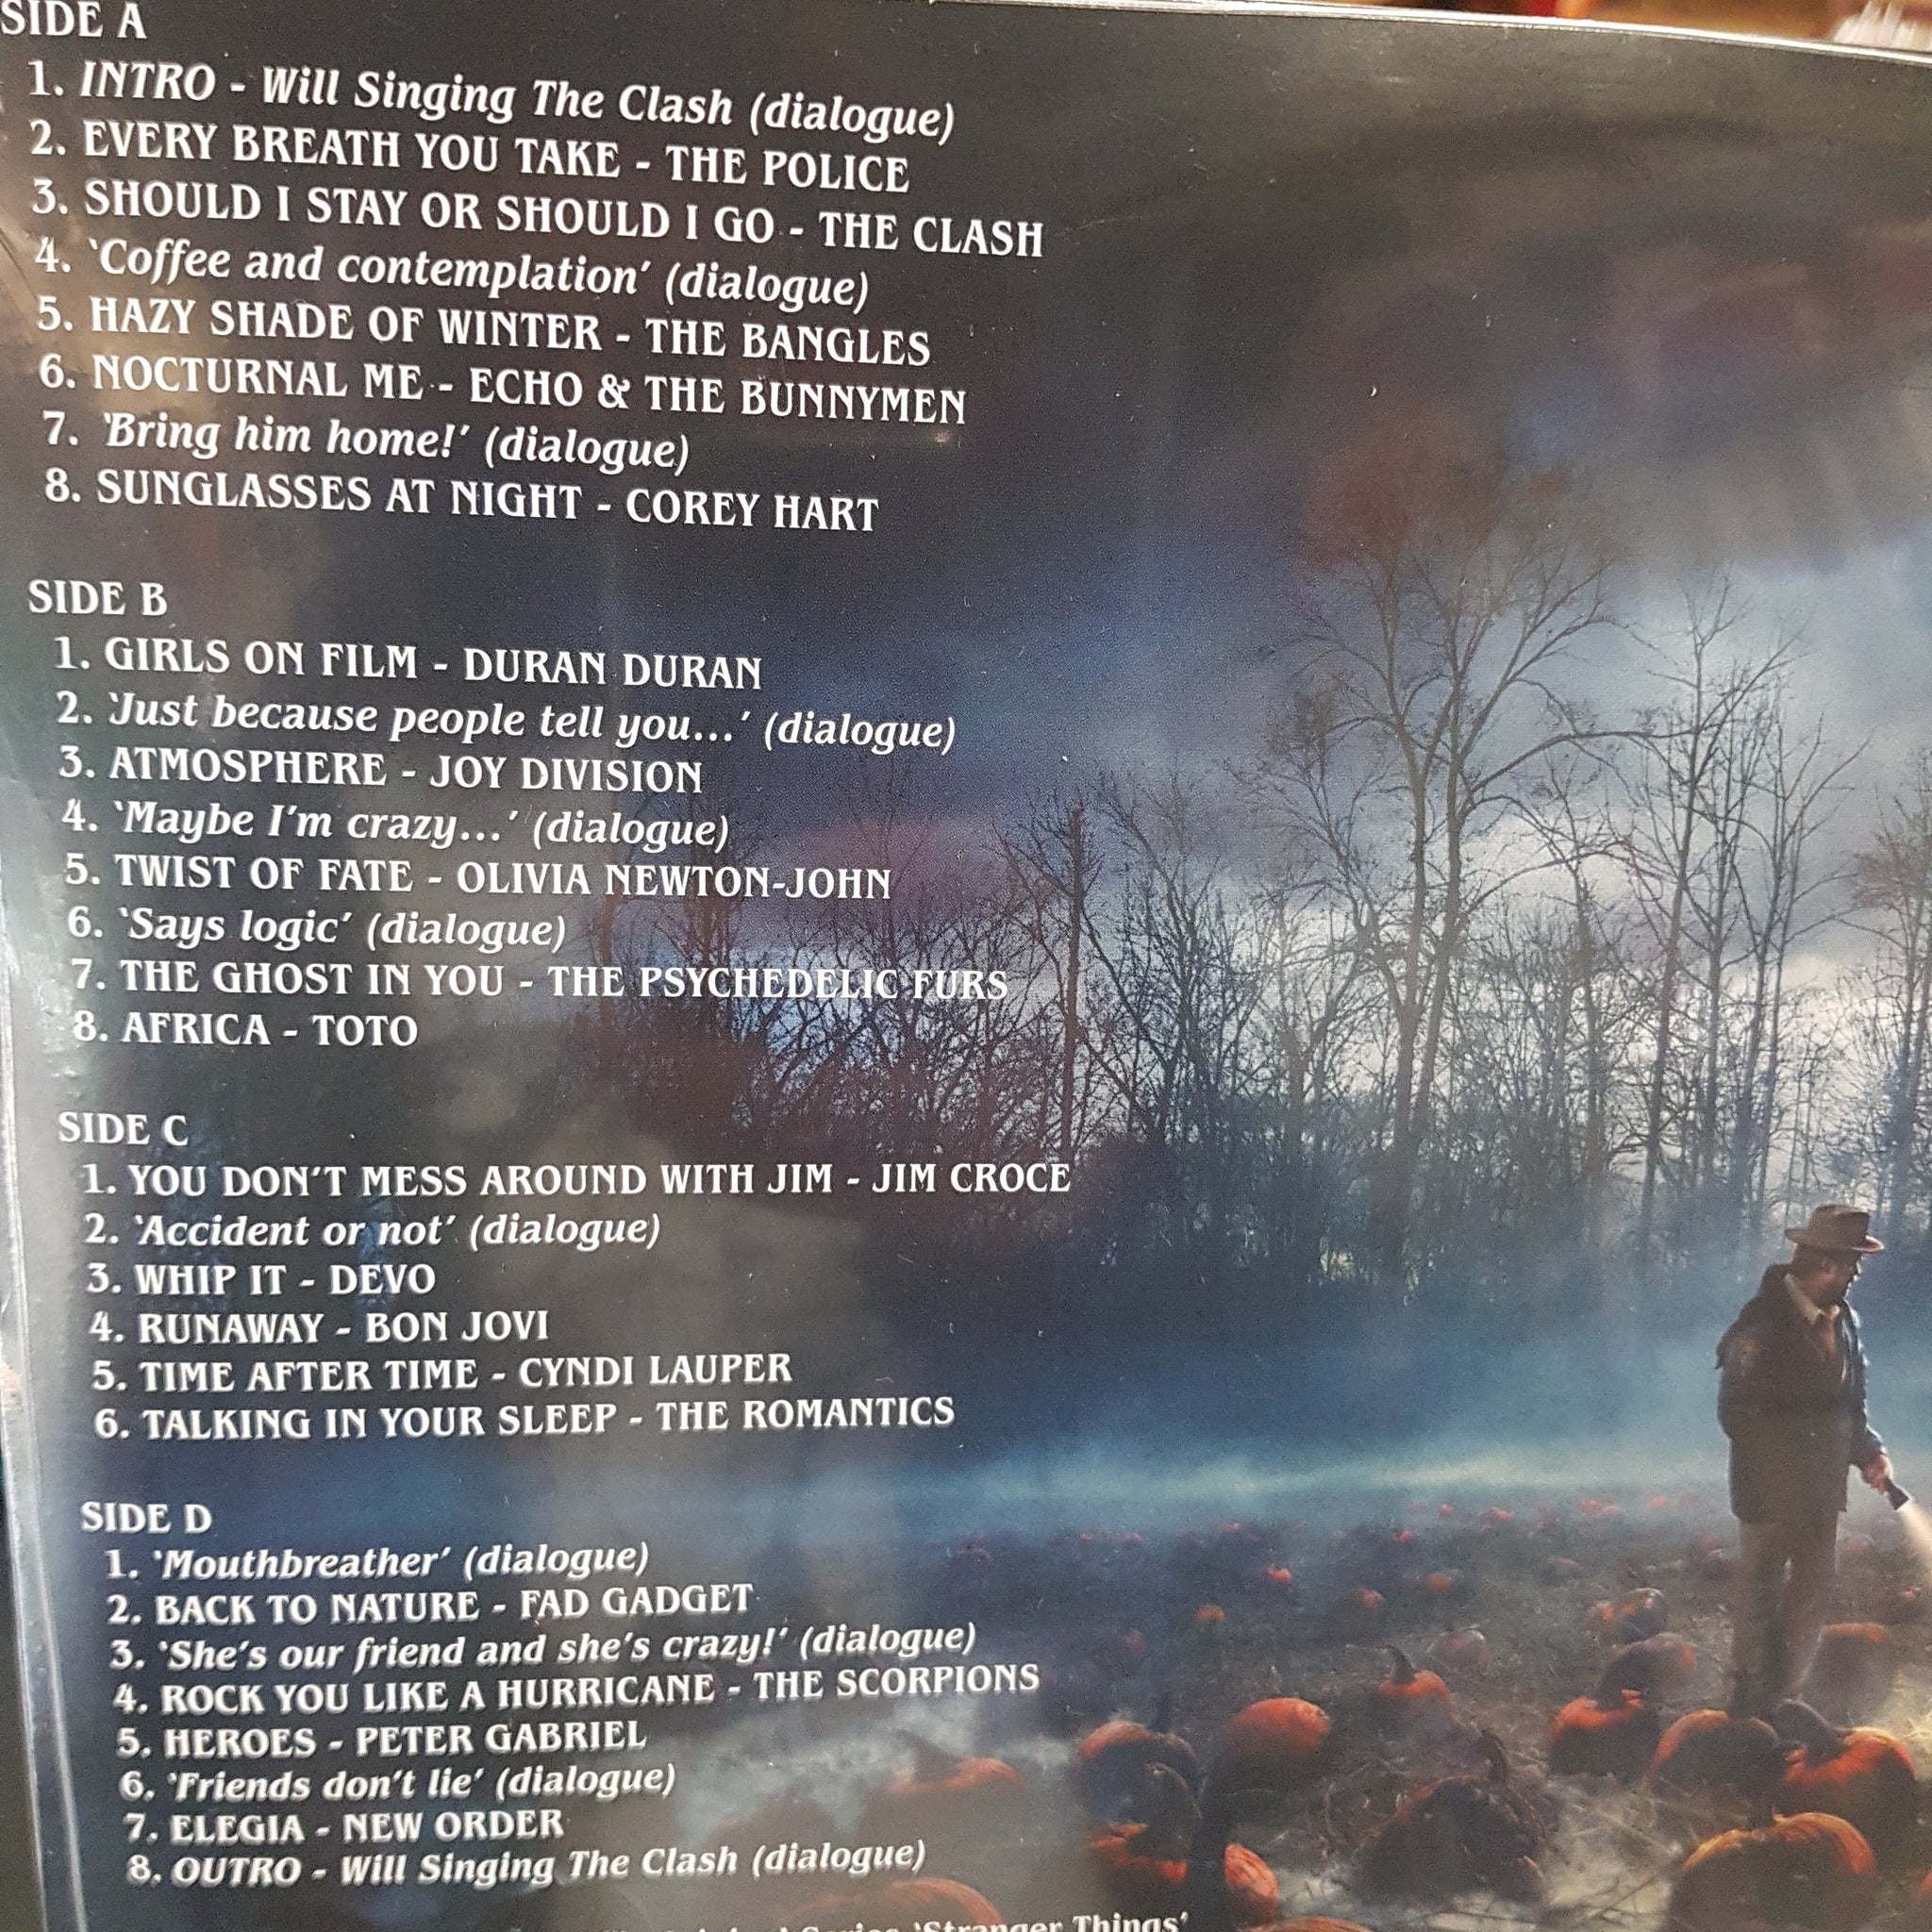 SIDE A
1. INTRO - Will Singing The Clash (dialogue)
2. EVERY BREATH YOU TAKE - THE POLICE
3. SHOULD I STAY OR SHOULD I GO - THE CLASH
4. 'Coffee and contemplation' (dialogue)
5. HAZY SHADE OF WINTER - THE BANGLES
6. NOCTURNAL ME - ECHO & THE BUNNYMEN
7. 'Bring him home!' (dialogue)
8. SUNGLASSES AT NIGHT - COREY HART
SIDE B
1. GIRLS ON FILM - DURAN DURAN
2. 'Just because people tell you...' (dialogue)
3. ATMOSPHERE - JOY DIVISION
4. 'Maybe I'm crazy...' (dialogue)
5. TWIST OF FATE - OLIVIA NEWTON-JOHN
6. 'Says logic' (dialogue)
7. THE GHOST IN YOU - THE PSYCHEDELIC FURS
8. AFRICA - TOTO
SIDE C
1. YOU DON'T MESS AROUND WITH JIM - JIM CROCE
2. 'Accident or not' (dialogue)
3. WHIP IT - DEVO
4. RUNAWAY - BON JOVI
5. TIME AFTER TIME - CYNDI LAUPER
6. TALKING IN YOUR SLEEP - THE ROMANTICS
SIDE D
1. 'Mouthbreather' (dialogue)
2. BACK TO NATURE - FAD GADGET
3. 'She's our friend and she's crazy!' (dialogue)
4. ROCK YOU LIKE A HURRICANE - THE SCORPIONS
5. HEROES - PETER GABRIEL
6. 'Friends don't lie' (dialogue)
7. ELEGIA - NEW ORDER
8. OUTRO - Will Singing The Clash (dialogue)
Series 'Stranger Things'